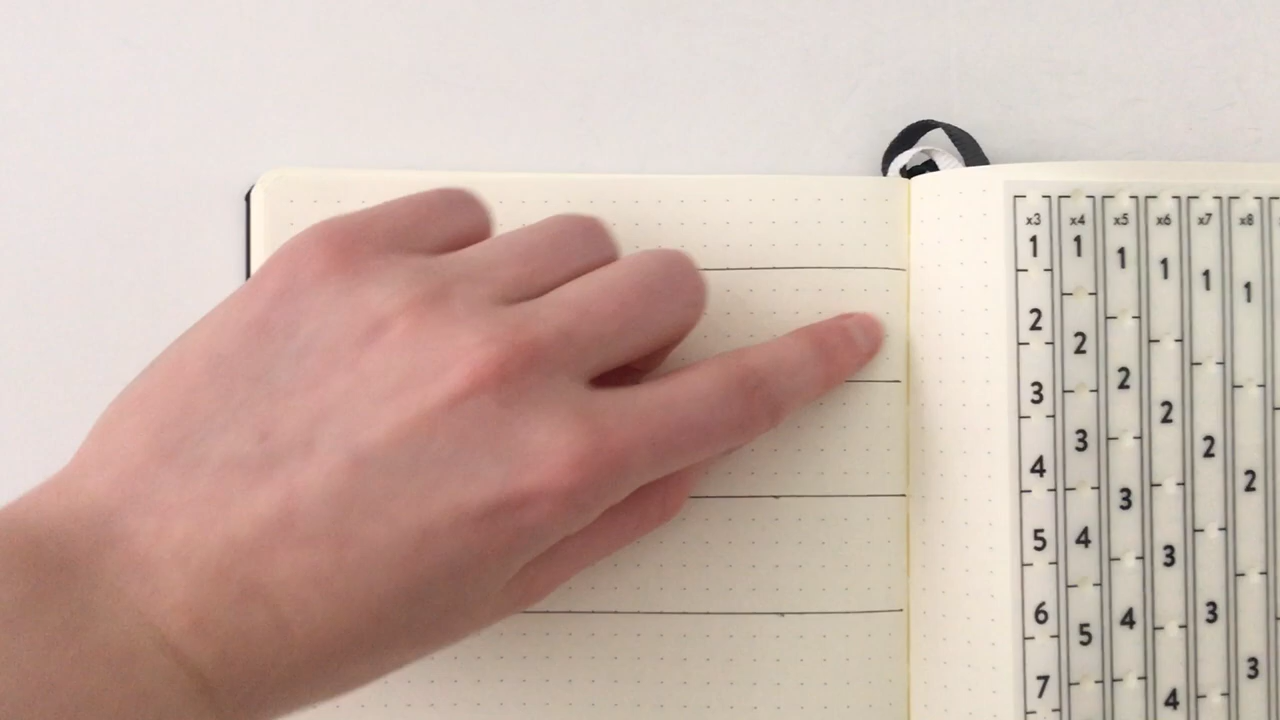 x3 x4 x5 x6 x7 x8
1 1 1 1 1 1
2 2 2 2 2 2
3 3 3 3 3 3
4 4 4 4
5 5
6
7